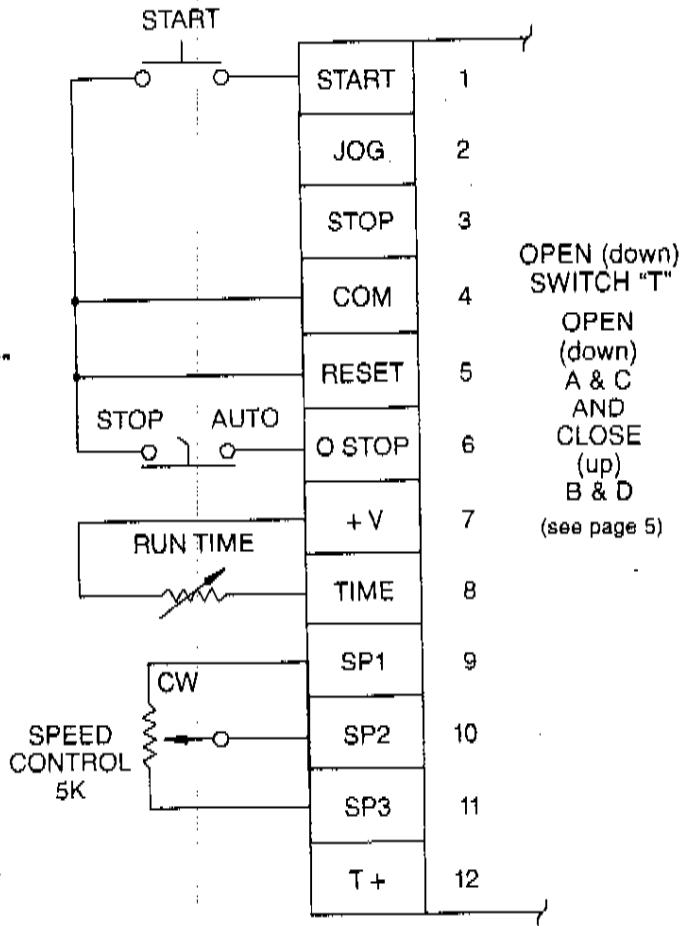 START
START 1
JOG 2
STOP 3
COM 4
RESET 5
STOP AUTO
O STOP 6
+V 7
RUN TIME
TIME 8
SP1 9
CW
SP2 10
SPEED
CONTROL
5K
SP3 11
T+ 12
OPEN (down)
SWITCH "T"
OPEN
(down)
A & C
AND
CLOSE
(up)
B & D
(see page 5)